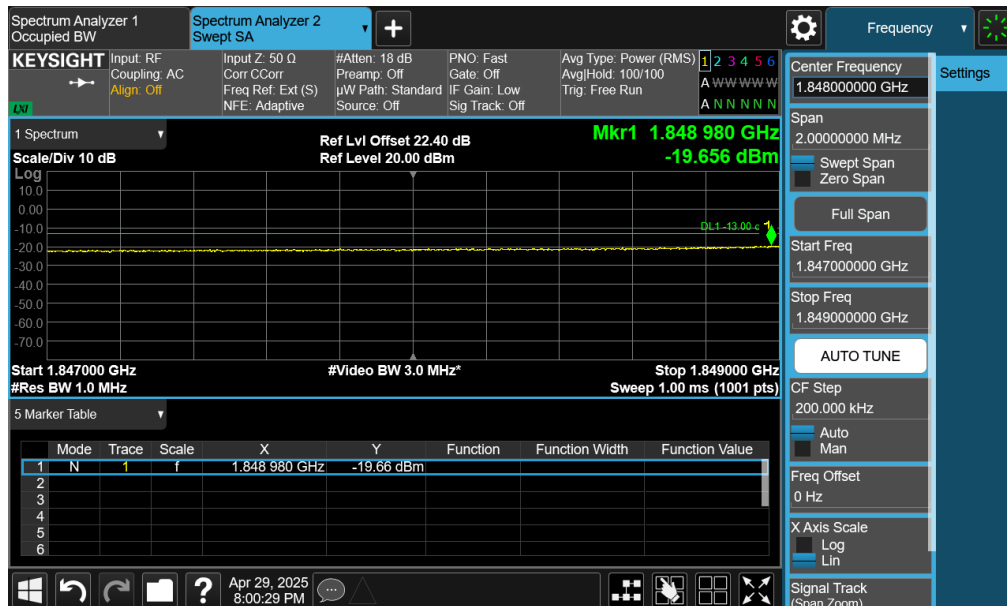 Spectrum Analyzer 1
Occupied BW
Spectrum Analyzer 2
Swept SA
Frequency
KEYSIGHT
Input: RF
Coupling: AC
Align: Off
LXI
Input Z: 50 Ω
Corr CCorr
Freq Ref: Ext (S)
NFE: Adaptive
#Atten: 18 dB
Preamp: Off
µW Path: Standard
Source: Off
PNO: Fast
Gate: Off
IF Gain: Low
Sig Track: Off
Avg Type: Power (RMS)
Avg|Hold: 100/100
Trig: Free Run
1 2 3 4 5 6
A W W W W W
A N N N N N
1 Spectrum
Scale/Div 10 dB
Ref Lvl Offset 22.40 dB
Ref Level 20.00 dBm
Mkr1 1.848 980 GHz
-19.656 dBm
Log
10.0
0.00
-10.0
-20.0
-30.0
-40.0
-50.0
-60.0
-70.0
DL1 -13.00 c
1
Start 1.847000 GHz
#Video BW 3.0 MHz*
Stop 1.849000 GHz
#Res BW 1.0 MHz
Sweep 1.00 ms (1001 pts)
5 Marker Table
Mode Trace Scale X Y Function Function Width Function Value
1 N 1 f 1.848 980 GHz -19.66 dBm
2
3
4
5
6
Apr 29, 2025
8:00:29 PM
Center Frequency
1.848000000 GHz
Span
2.00000000 MHz
Swept Span
Zero Span
Full Span
Start Freq
1.847000000 GHz
Stop Freq
1.849000000 GHz
AUTO TUNE
CF Step
200.000 kHz
Auto
Man
Freq Offset
0 Hz
X Axis Scale
Log
Lin
Signal Track
(Span Zoom)
Settings